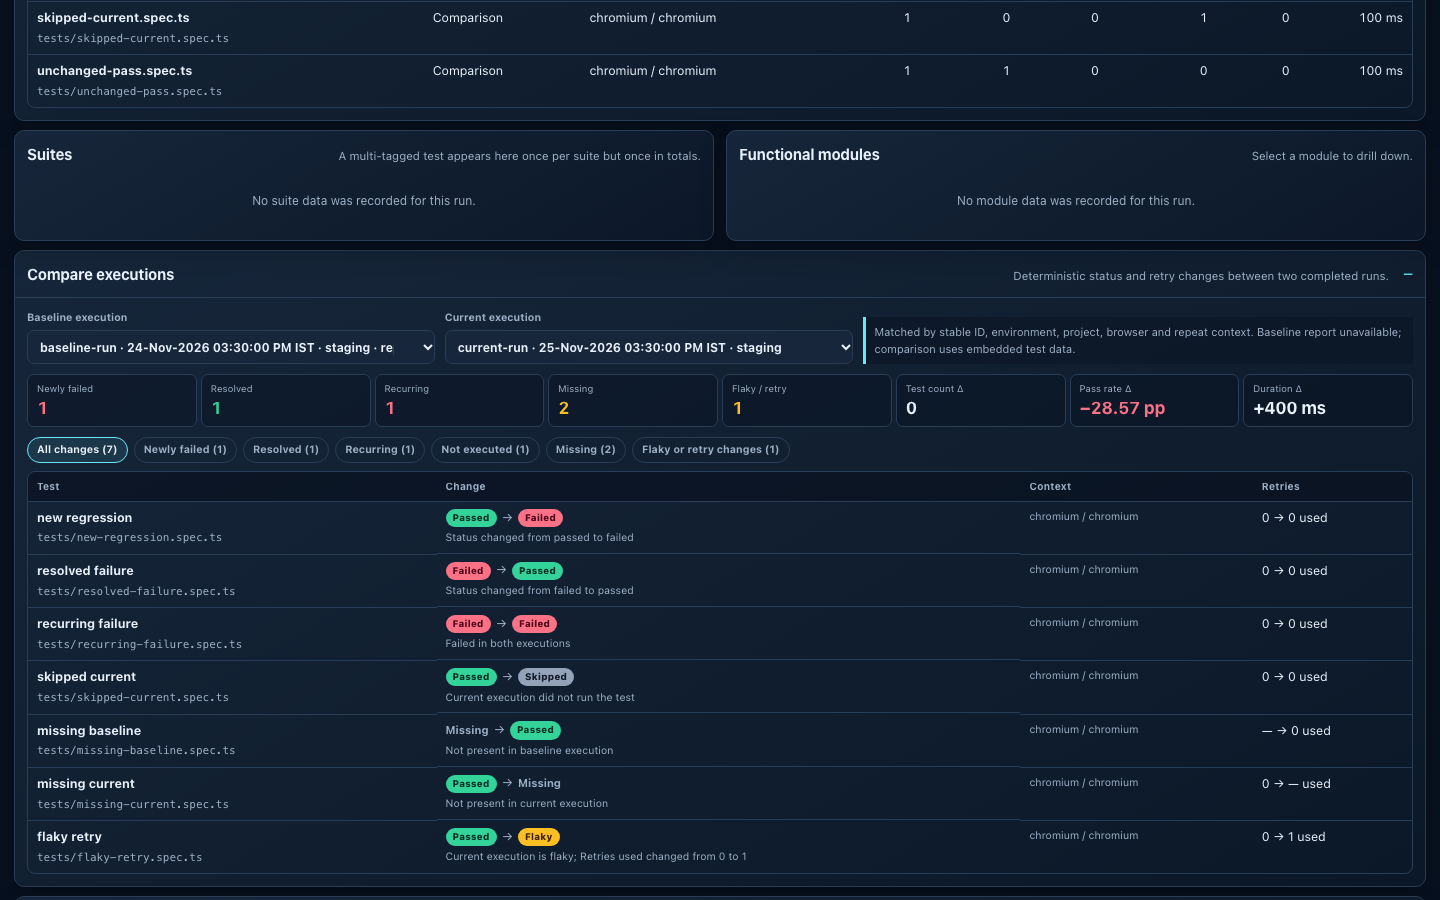 skipped-current.spec.ts Comparison chromium / chromium 1 0 0 1 0 100 ms
tests/skipped-current.spec.ts
unchanged-pass.spec.ts Comparison chromium / chromium 1 1 0 0 0 100 ms
tests/unchanged-pass.spec.ts
Suites A multi-tagged test appears here once per suite but once in totals.
No suite data was recorded for this run.
Functional modules Select a module to drill down.
No module data was recorded for this run.
Compare executions Deterministic status and retry changes between two completed runs. −
Baseline execution
baseline-run · 24-Nov-2026 03:30:00 PM IST · staging · re
Current execution
current-run · 25-Nov-2026 03:30:00 PM IST · staging
Matched by stable ID, environment, project, browser and repeat context. Baseline report unavailable;
comparison uses embedded test data.
Newly failed Resolved Recurring Missing Flaky / retry Test count Δ Pass rate Δ Duration Δ
1 1 1 2 1 0 −28.57 pp +400 ms
All changes (7) Newly failed (1) Resolved (1) Recurring (1) Not executed (1) Missing (2) Flaky or retry changes (1)
Test Change Context Retries
new regression Passed → Failed chromium / chromium 0 → 0 used
tests/new-regression.spec.ts Status changed from passed to failed
resolved failure Failed → Passed chromium / chromium 0 → 0 used
tests/resolved-failure.spec.ts Status changed from failed to passed
recurring failure Failed → Failed chromium / chromium 0 → 0 used
tests/recurring-failure.spec.ts Failed in both executions
skipped current Passed → Skipped chromium / chromium 0 → 0 used
tests/skipped-current.spec.ts Current execution did not run the test
missing baseline Missing → Passed chromium / chromium — → 0 used
tests/missing-baseline.spec.ts Not present in baseline execution
missing current Passed → Missing chromium / chromium 0 → — used
tests/missing-current.spec.ts Not present in current execution
flaky retry Passed → Flaky chromium / chromium 0 → 1 used
tests/flaky-retry.spec.ts Current execution is flaky; Retries used changed from 0 to 1